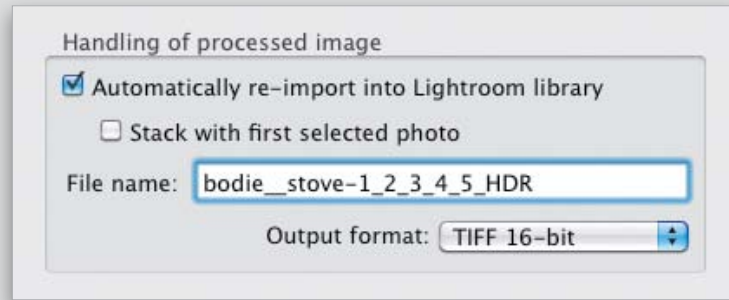 Handling of processed image
Automatically re-import into Lightroom library
Stack with first selected photo
File name: bodie__stove-1_2_3_4_5_HDR
Output format: TIFF 16-bit